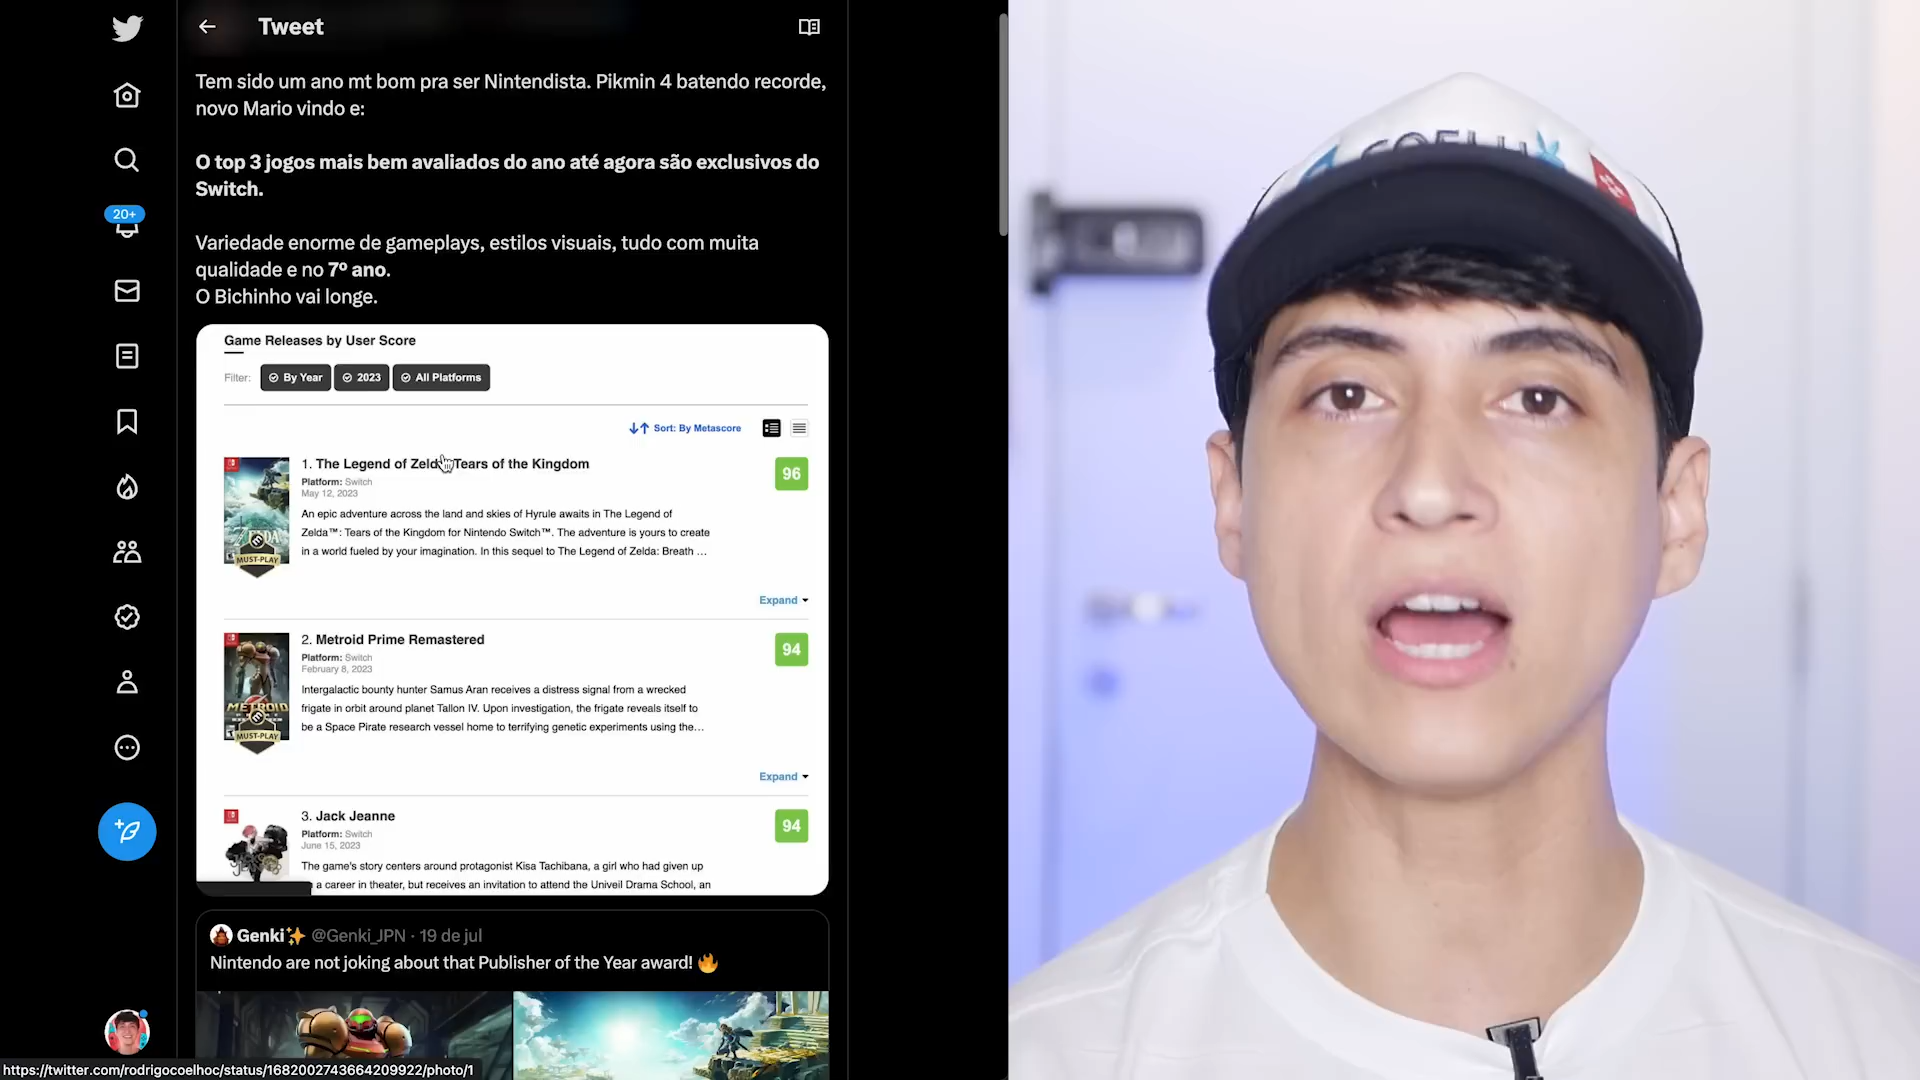 Tweet
Tem sido um ano mt bom pra ser Nintendista. Pikmin 4 batendo recorde,
novo Mario vindo e:
O top 3 jogos mais bem avaliados do ano até agora são exclusivos do
Switch.
20+
Variedade enorme de gameplays, estilos visuais, tudo com muita
qualidade e no 7º ano.
O Bichinho vai longe.
Game Releases by User Score
Filter: By Year 2023 All Platforms
Sort: By Metascore
1. The Legend of Zelda: Tears of the Kingdom
96
Platform: Switch
May 12, 2023
An epic adventure across the land and skies of Hyrule awaits in The Legend of
Zelda™: Tears of the Kingdom for Nintendo Switch™. The adventure is yours to create
in a world fueled by your imagination. In this sequel to The Legend of Zelda: Breath ...
MUST-PLAY
Expand
2. Metroid Prime Remastered
94
Platform: Switch
February 8, 2023
Intergalactic bounty hunter Samus Aran receives a distress signal from a wrecked
frigate in orbit around planet Tallon IV. Upon investigation, the frigate reveals itself to
be a Space Pirate research vessel home to terrifying genetic experiments using the...
METROID
MUST-PLAY
Expand
3. Jack Jeanne
94
Platform: Switch
June 15, 2023
The game's story centers around protagonist Kisa Tachibana, a girl who had given up
a career in theater, but receives an invitation to attend the Univeil Drama School, an
Genki✨ @Genki_JPN · 19 de jul
Nintendo are not joking about that Publisher of the Year award! 🔥
https://twitter.com/rodrigocoelhoc/status/1682002743664209922/photo/1
COELHO